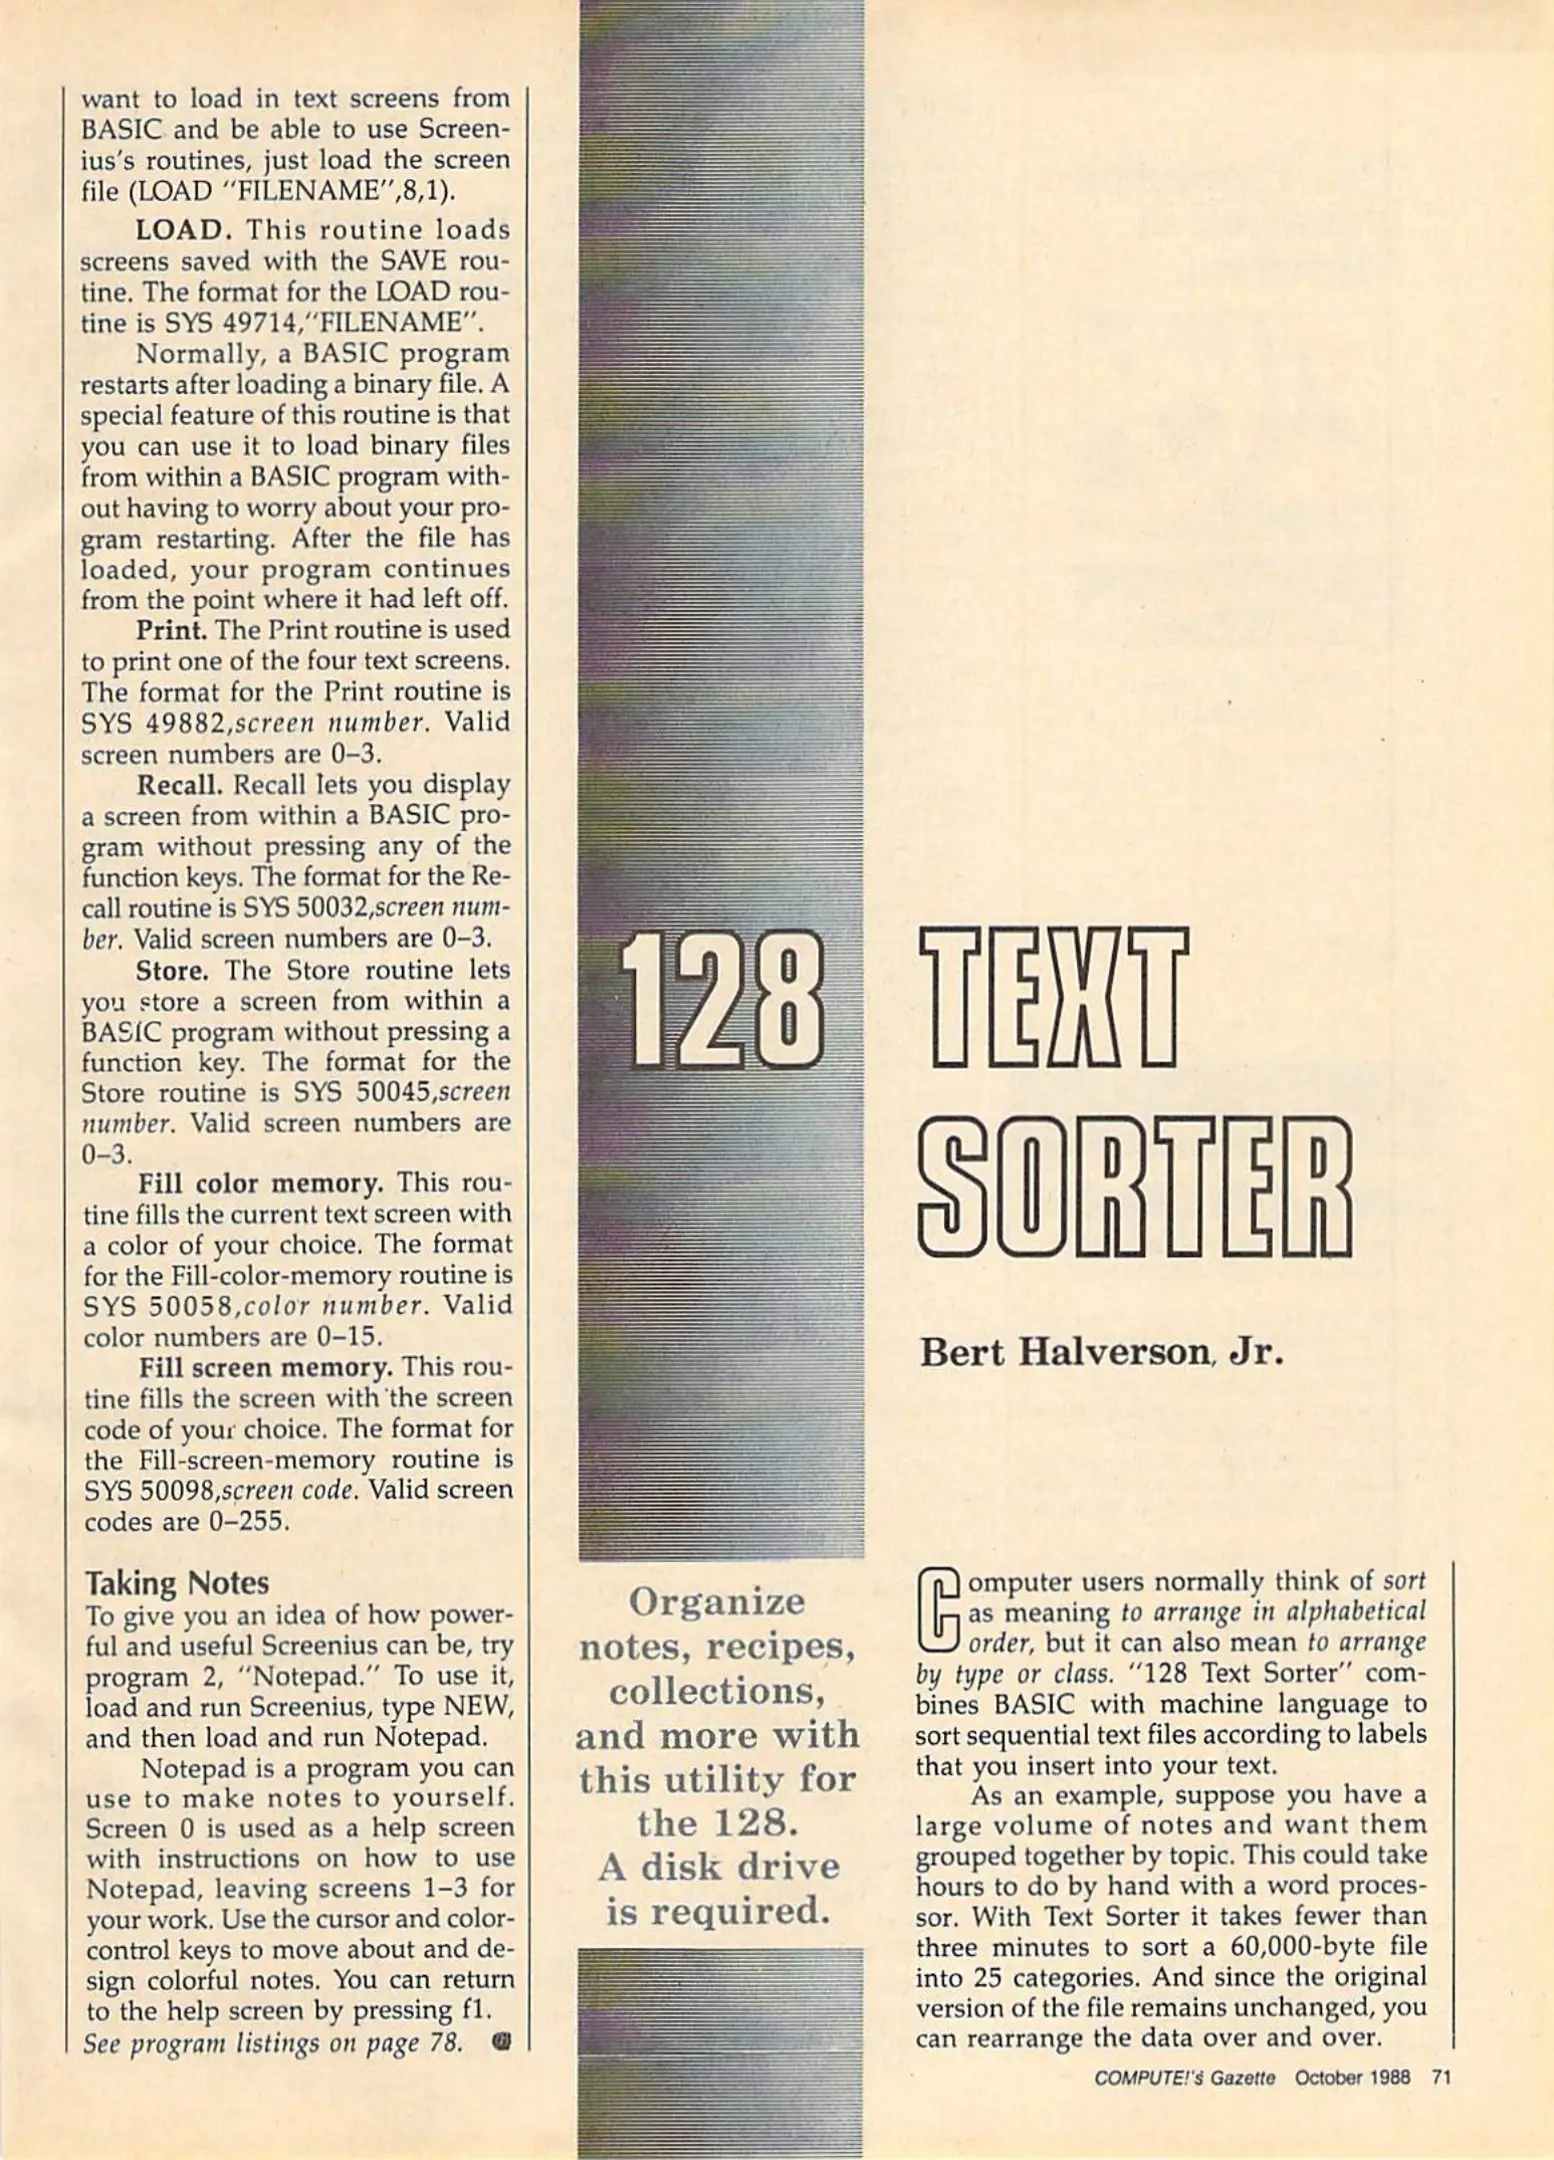 want to load in text screens from
BASIC and be able to use Screen-
ius's routines, just load the screen
file (LOAD "FILENAME",8,1).
LOAD. This routine loads
screens saved with the SAVE rou-
tine. The format for the LOAD rou-
tine is SYS 49714,"FILENAME".
Normally, a BASIC program
restarts after loading a binary file. A
special feature of this routine is that
you can use it to load binary files
from within a BASIC program with-
out having to worry about your pro-
gram restarting. After the file has
loaded, your program continues
from the point where it had left off.
Print. The Print routine is used
to print one of the four text screens.
The format for the Print routine is
SYS 49882,screen number. Valid
screen numbers are 0–3.
Recall. Recall lets you display
a screen from within a BASIC pro-
gram without pressing any of the
function keys. The format for the Re-
call routine is SYS 50032,screen num-
ber. Valid screen numbers are 0–3.
Store. The Store routine lets
you store a screen from within a
BASIC program without pressing a
function key. The format for the
Store routine is SYS 50045,screen
number. Valid screen numbers are
0–3.
Fill color memory. This rou-
tine fills the current text screen with
a color of your choice. The format
for the Fill-color-memory routine is
SYS 50058,color number. Valid
color numbers are 0–15.
Fill screen memory. This rou-
tine fills the screen with the screen
code of your choice. The format for
the Fill-screen-memory routine is
SYS 50098,screen code. Valid screen
codes are 0–255.
Taking Notes
To give you an idea of how power-
ful and useful Screenius can be, try
program 2, "Notepad." To use it,
load and run Screenius, type NEW,
and then load and run Notepad.
Notepad is a program you can
use to make notes to yourself.
Screen 0 is used as a help screen
with instructions on how to use
Notepad, leaving screens 1–3 for
your work. Use the cursor and color-
control keys to move about and de-
sign colorful notes. You can return
to the help screen by pressing f1.
See program listings on page 78.
128 TEXT
SORTER
Bert Halverson, Jr.
Organize
notes, recipes,
collections,
and more with
this utility for
the 128.
A disk drive
is required.
Computer users normally think of sort
as meaning to arrange in alphabetical
order, but it can also mean to arrange
by type or class. "128 Text Sorter" com-
bines BASIC with machine language to
sort sequential text files according to labels
that you insert into your text.
As an example, suppose you have a
large volume of notes and want them
grouped together by topic. This could take
hours to do by hand with a word proces-
sor. With Text Sorter it takes fewer than
three minutes to sort a 60,000-byte file
into 25 categories. And since the original
version of the file remains unchanged, you
can rearrange the data over and over.
COMPUTE!'s Gazette October 1988 71